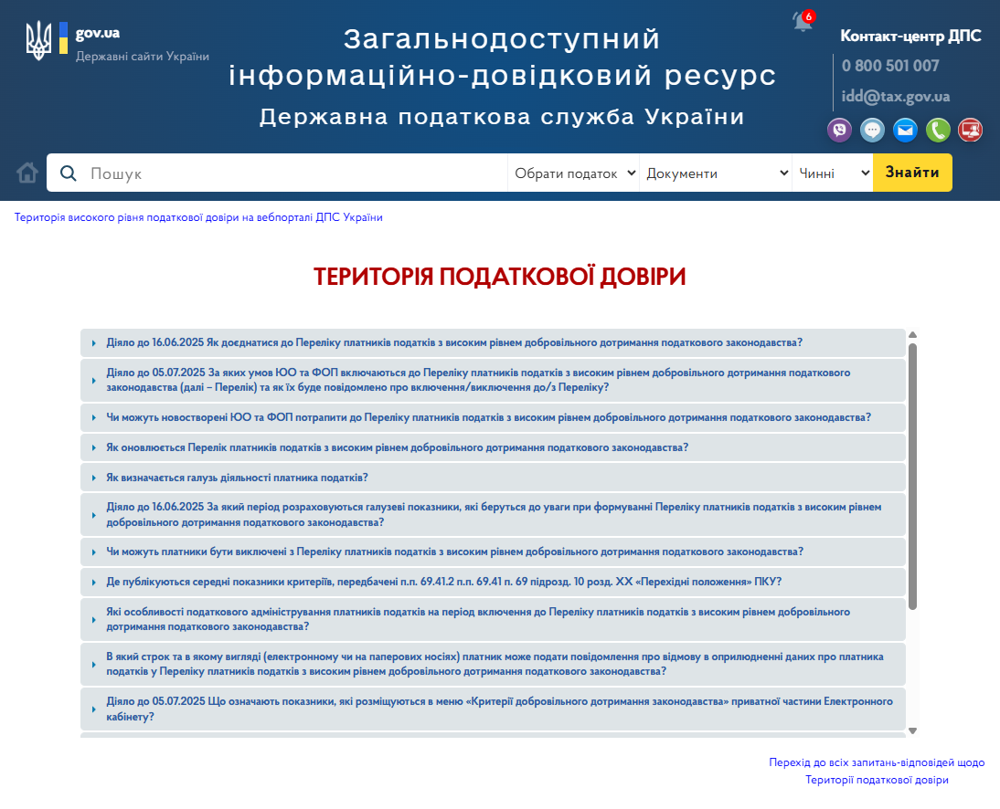 gov.ua
Державні сайти України
Загальнодоступний
інформаційно-довідковий ресурс
Державна податкова служба України
6
Контакт-центр ДПС
0 800 501 007
idd@tax.gov.ua
Пошук
Обрати податок
Документи
Чинні
Знайти
Територія високого рівня податкової довіри на вебпорталі ДПС України
ТЕРИТОРІЯ ПОДАТКОВОЇ ДОВІРИ
Діяло до 16.06.2025 Як доєднатися до Переліку платників податків з високим рівнем добровільного дотримання податкового законодавства?
Діяло до 05.07.2025 За яких умов ЮО та ФОП включаються до Переліку платників податків з високим рівнем добровільного дотримання податкового
законодавства (далі – Перелік) та як їх буде повідомлено про включення/виключення до/з Переліку?
Чи можуть новостворені ЮО та ФОП потрапити до Переліку платників податків з високим рівнем добровільного дотримання податкового законодавства?
Як оновлюється Перелік платників податків з високим рівнем добровільного дотримання податкового законодавства?
Як визначається галузь діяльності платника податків?
Діяло до 16.06.2025 За який період розраховуються галузеві показники, які беруться до уваги при формуванні Переліку платників податків з високим рівнем
добровільного дотримання податкового законодавства?
Чи можуть платники бути виключені з Переліку платників податків з високим рівнем добровільного дотримання податкового законодавства?
Де публікуються середні показники критеріїв, передбачені п.п. 69.41.2 п.п. 69.41 п. 69 підрозд. 10 розд. ХХ «Перехідні положення» ПКУ?
Які особливості податкового адміністрування платників податків на період включення до Переліку платників податків з високим рівнем добровільного
дотримання податкового законодавства?
В який строк та в якому вигляді (електронному чи на паперових носіях) платник може подати повідомлення про відмову в оприлюдненні даних про платника
податків у Переліку платників податків з високим рівнем добровільного дотримання податкового законодавства?
Діяло до 05.07.2025 Що означають показники, які розміщуються в меню «Критерії добровільного дотримання законодавства» приватної частини Електронного
кабінету?
Перехід до всіх запитань-відповідей щодо
Території податкової довіри